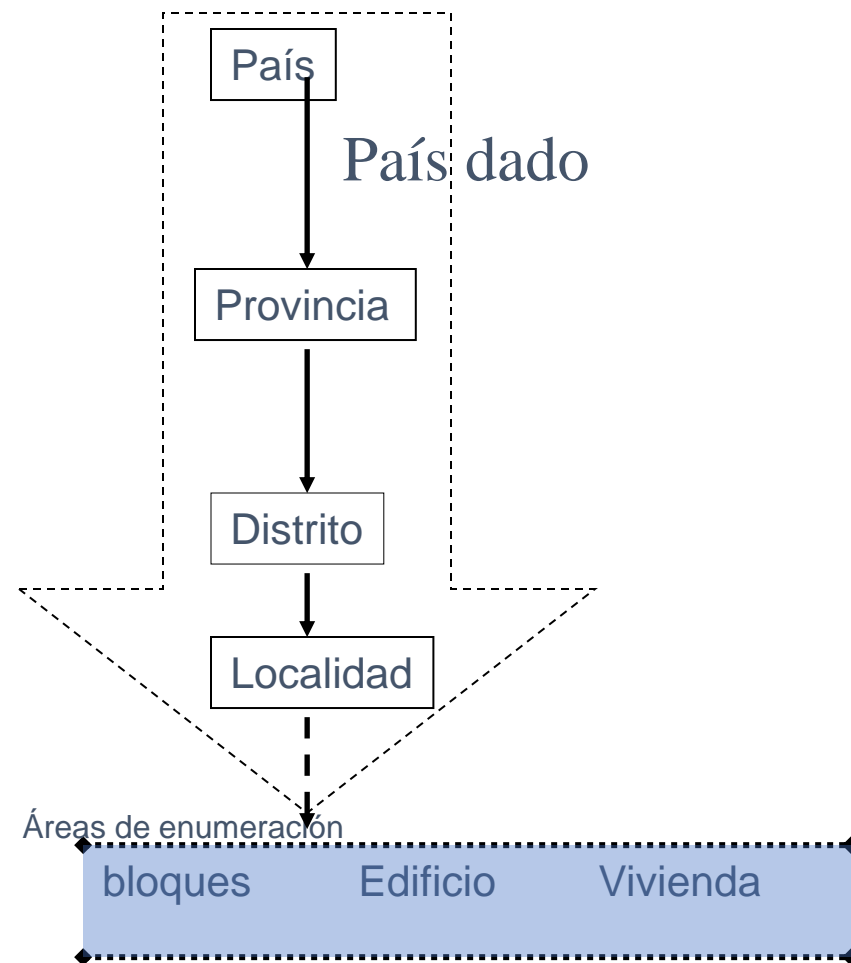 País
País dado
Provincia
Distrito
Localidad
Áreas de enumeración
bloques Edificio Vivienda